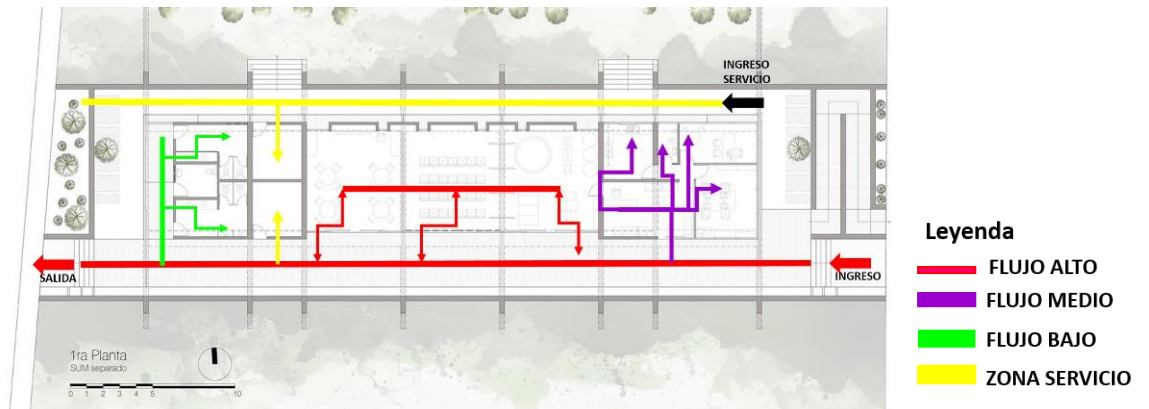 INGRESO
SERVICIO
SALIDA
INGRESO
1ra Planta
SUM separado
0 1 2 3 4 5 10
Leyenda
FLUJO ALTO
FLUJO MEDIO
FLUJO BAJO
ZONA SERVICIO